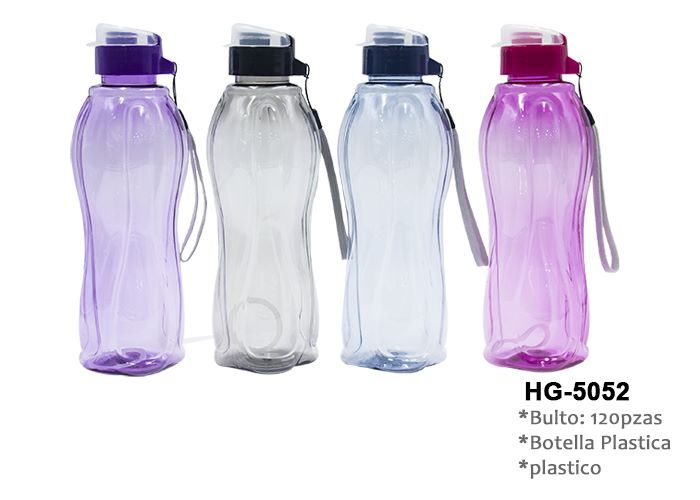 HG-5052
*Bulto: 120pzas
*Botella Plastica
*plastico